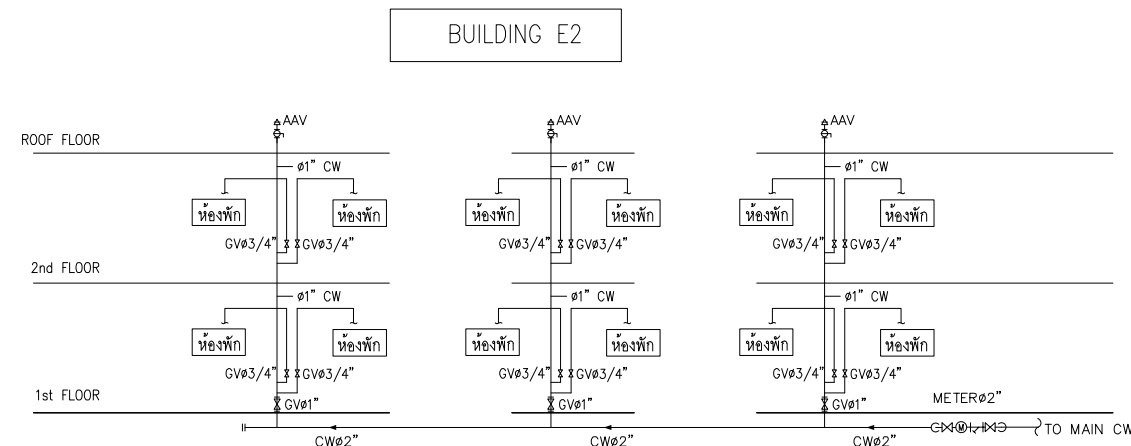 BUILDING E2
AAV AAV AAV
ROOF FLOOR
ø1" CW ø1" CW ø1" CW
ห้องพัก ห้องพัก ห้องพัก ห้องพัก ห้องพัก ห้องพัก
GVø3/4" GVø3/4" GVø3/4" GVø3/4" GVø3/4" GVø3/4"
2nd FLOOR
ø1" CW ø1" CW ø1" CW
ห้องพัก ห้องพัก ห้องพัก ห้องพัก ห้องพัก ห้องพัก
GVø3/4" GVø3/4" GVø3/4" GVø3/4" GVø3/4" GVø3/4"
1st FLOOR GVø1" GVø1" GVø1" METERø2"
M TO MAIN CW
CWø2" CWø2" CWø2"